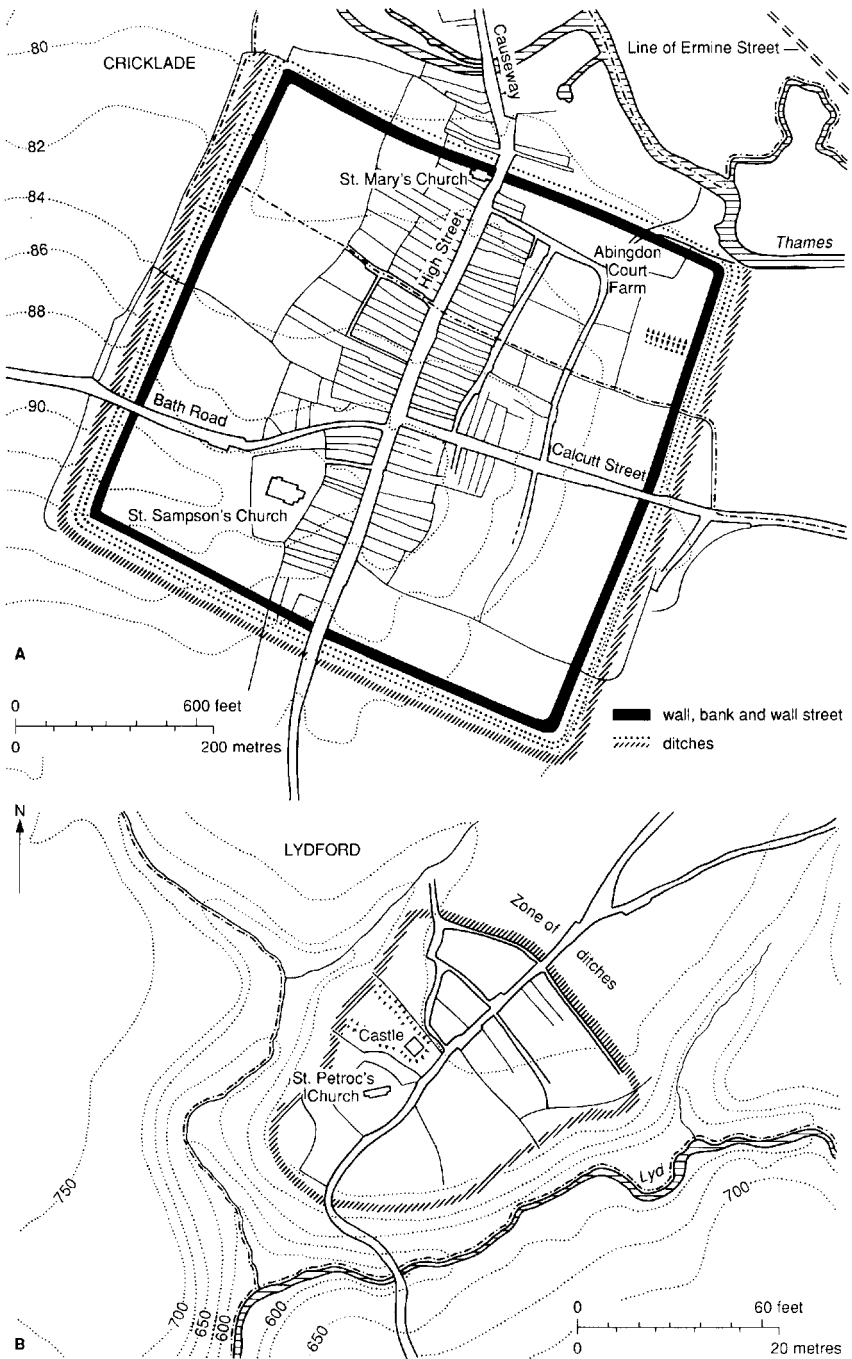 80
CRICKLADE
Causeway
Line of Ermine Street
82
St. Mary's Church
84
High Street
86
Abingdon
Court
Farm
Thames
88
90
Bath Road
Calcutt Street
St. Sampson's Church
A
0 600 feet
0 200 metres
wall, bank and wall street
ditches
N
LYDFORD
Zone of
ditches
Castle
St. Petroc's
Church
750
Lyd
700
700
650
600
600
650
0 60 feet
0 20 metres
B